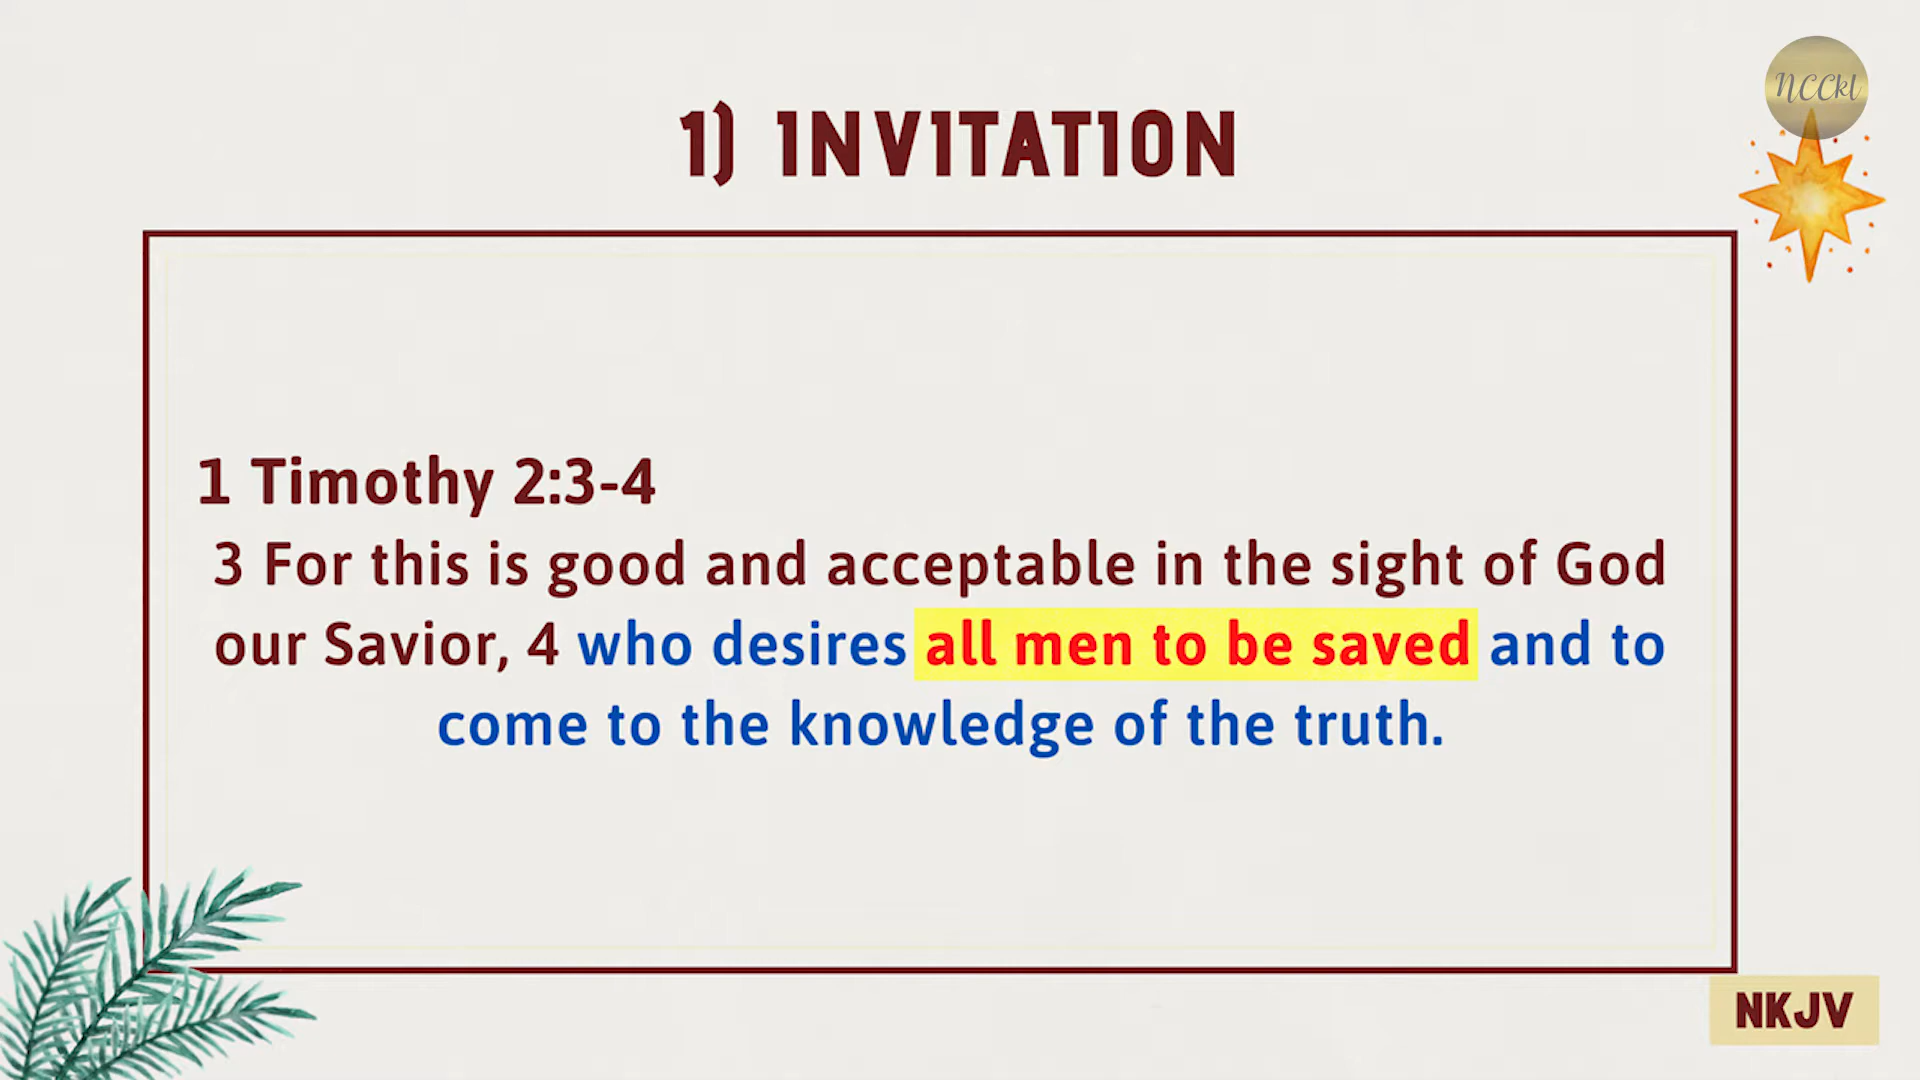 NCCkl
1) INVITATION
1 Timothy 2:3-4
3 For this is good and acceptable in the sight of God
our Savior, 4 who desires all men to be saved and to
come to the knowledge of the truth.
NKJV